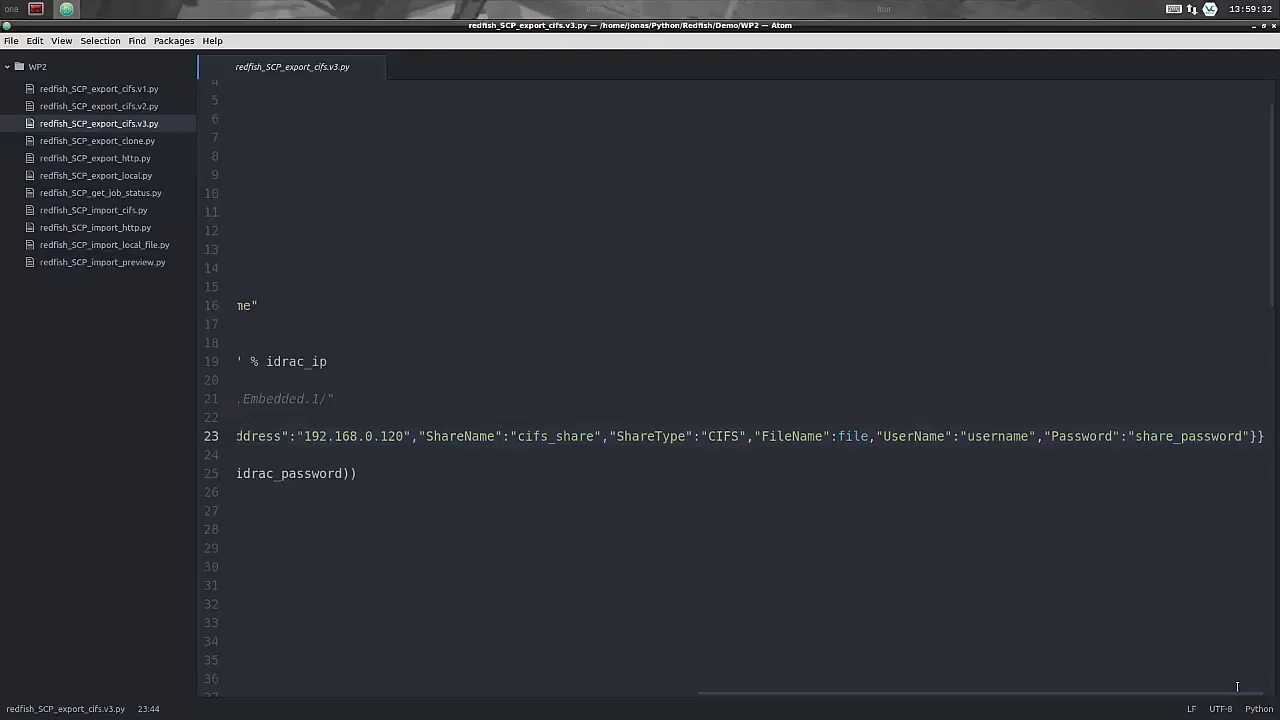 one
13:59:32
redfish_SCP_export_cifs.v3.py — /home/jonas/Python/Redfish/Demo/WP2 — Atom
File Edit View Selection Find Packages Help
WP2
redfish_SCP_export_cifs.v3.py
redfish_SCP_export_cifs.v1.py
redfish_SCP_export_cifs.v2.py
redfish_SCP_export_cifs.v3.py
redfish_SCP_export_clone.py
redfish_SCP_export_http.py
redfish_SCP_export_local.py
redfish_SCP_get_job_status.py
redfish_SCP_import_cifs.py
redfish_SCP_import_http.py
redfish_SCP_import_local_file.py
redfish_SCP_import_preview.py
4
5
6
7
8
9
10
11
12
13
14
15
16 me"
17
18
19 ' % idrac_ip
20
21 .Embedded.1/"
22
23 ddress":"192.168.0.120","ShareName":"cifs_share","ShareType":"CIFS","FileName":file,"UserName":"username","Password":"share_password"}}
24
25 idrac_password))
26
27
28
29
30
31
32
33
34
35
36
37
redfish_SCP_export_cifs.v3.py 23:44
LF UTF-8 Python